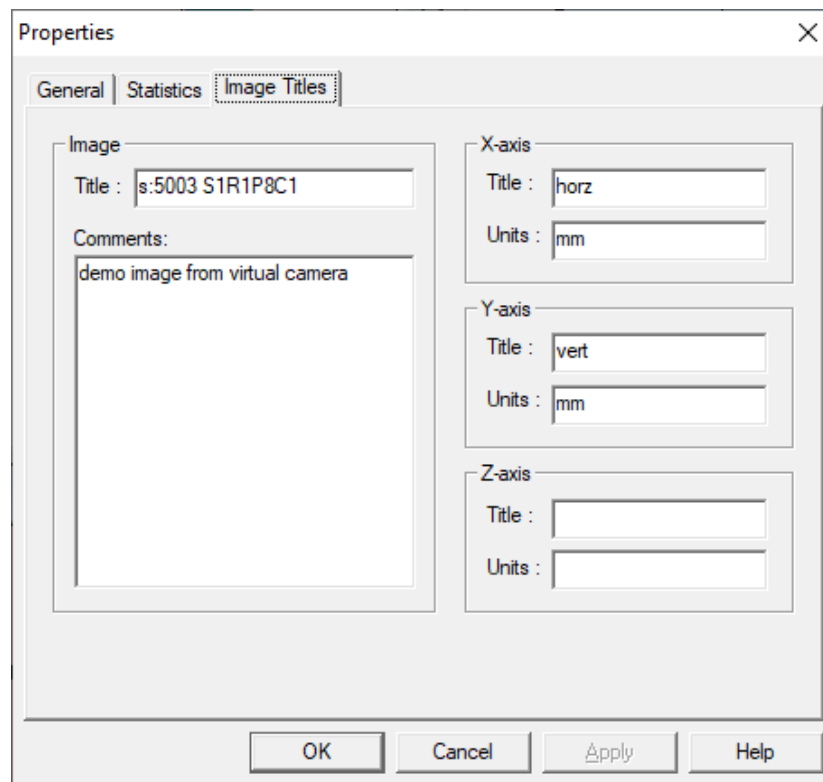 Properties
General
Statistics
Image Titles
Image
Title :
s:5003 S1R1P8C1
Comments:
demo image from virtual camera
X-axis
Title :
horz
Units :
mm
Y-axis
Title :
vert
Units :
mm
Z-axis
Title :
Units :
OK
Cancel
Apply
Help